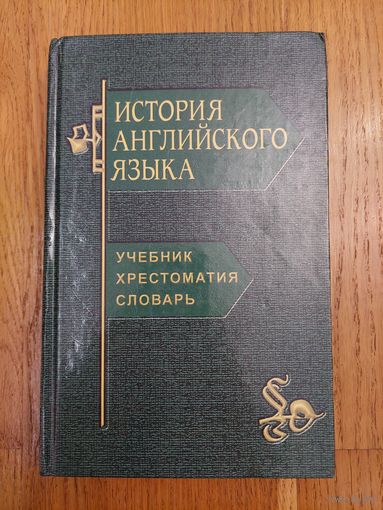 ИСТОРИЯ
АНГЛИЙСКОГО
ЯЗЫКА
УЧЕБНИК
ХРЕСТОМАТИЯ
СЛОВАРЬ